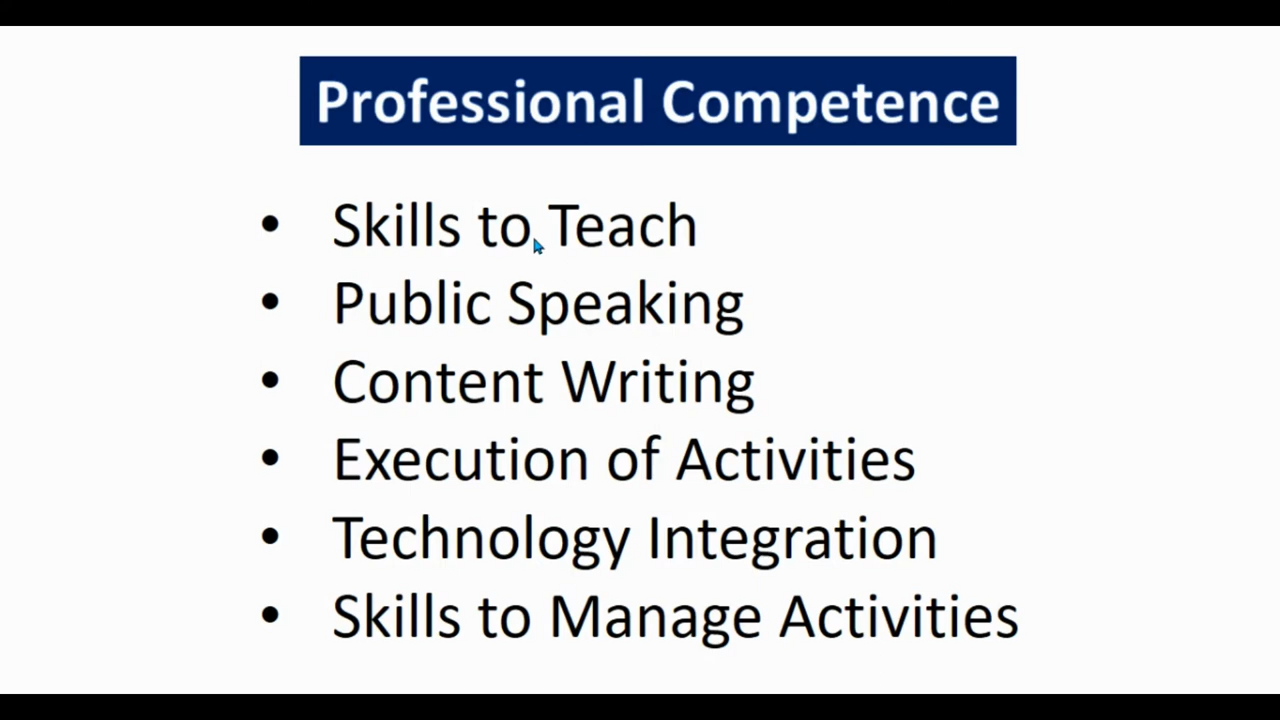 Professional Competence
• Skills to Teach
• Public Speaking
• Content Writing
• Execution of Activities
• Technology Integration
• Skills to Manage Activities